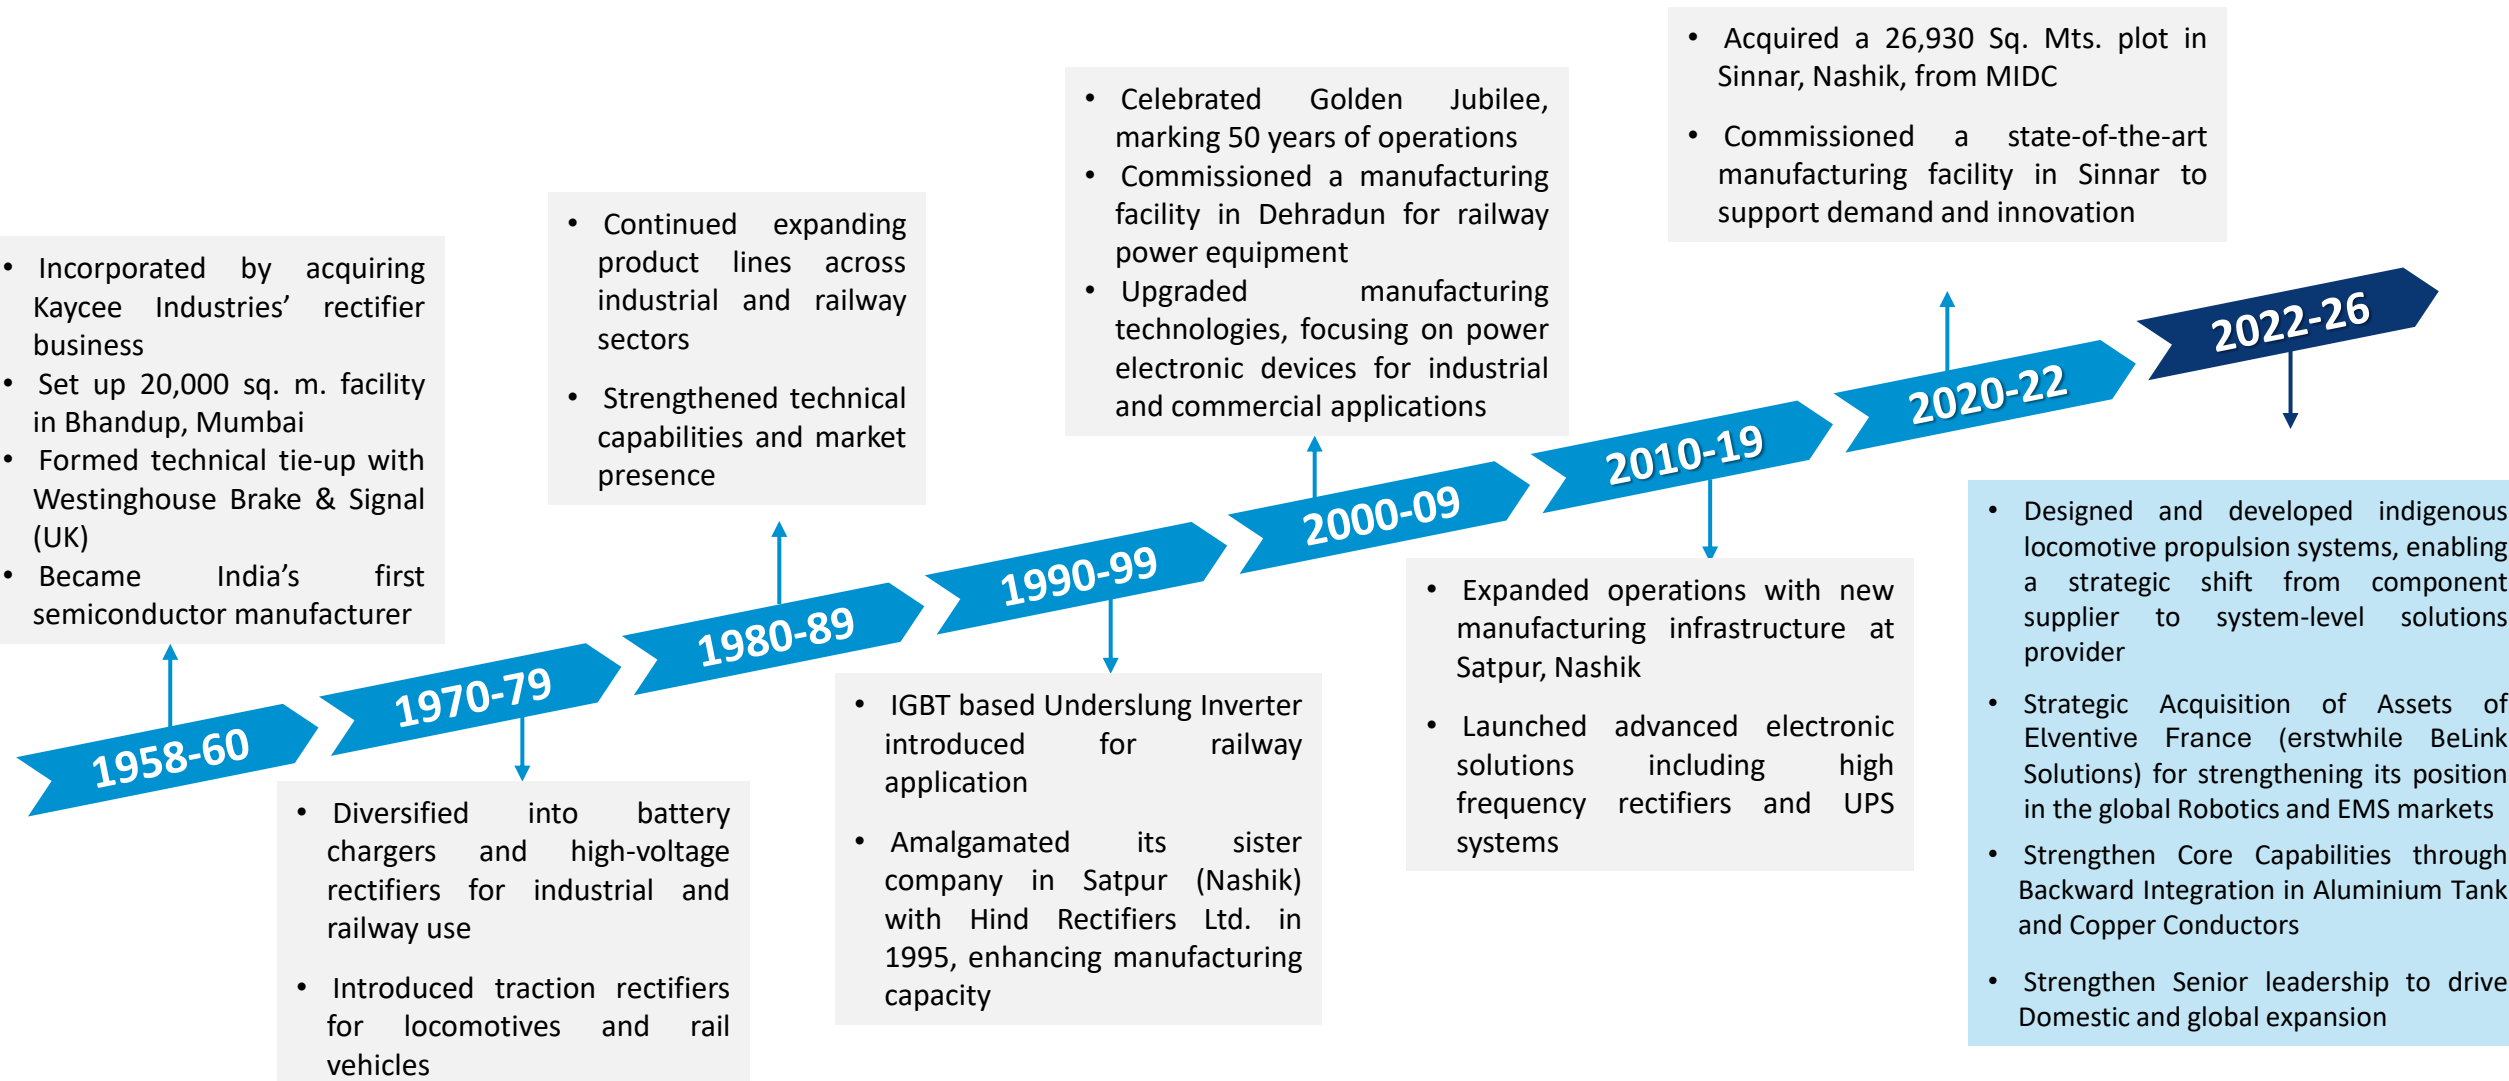 • Incorporated by acquiring
Kaycee Industries’ rectifier
business
• Set up 20,000 sq. m. facility
in Bhandup, Mumbai
• Formed technical tie-up with
Westinghouse Brake & Signal
(UK)
• Became India’s first
semiconductor manufacturer
1958-60
1970-79
• Diversified into battery
chargers and high-voltage
rectifiers for industrial and
railway use
• Introduced traction rectifiers
for locomotives and rail
vehicles
• Continued expanding
product lines across
industrial and railway
sectors
• Strengthened technical
capabilities and market
presence
1980-89
1990-99
• IGBT based Underslung Inverter
introduced for railway
application
• Amalgamated its sister
company in Satpur (Nashik)
with Hind Rectifiers Ltd. in
1995, enhancing manufacturing
capacity
• Celebrated Golden Jubilee,
marking 50 years of operations
• Commissioned a manufacturing
facility in Dehradun for railway
power equipment
• Upgraded manufacturing
technologies, focusing on power
electronic devices for industrial
and commercial applications
2000-09
2010-19
• Expanded operations with new
manufacturing infrastructure at
Satpur, Nashik
• Launched advanced electronic
solutions including high
frequency rectifiers and UPS
systems
• Acquired a 26,930 Sq. Mts. plot in
Sinnar, Nashik, from MIDC
• Commissioned a state-of-the-art
manufacturing facility in Sinnar to
support demand and innovation
2020-22
2022-26
• Designed and developed indigenous
locomotive propulsion systems, enabling
a strategic shift from component
supplier to system-level solutions
provider
• Strategic Acquisition of Assets of
Elventive France (erstwhile BeLink
Solutions) for strengthening its position
in the global Robotics and EMS markets
• Strengthen Core Capabilities through
Backward Integration in Aluminium Tank
and Copper Conductors
• Strengthen Senior leadership to drive
Domestic and global expansion